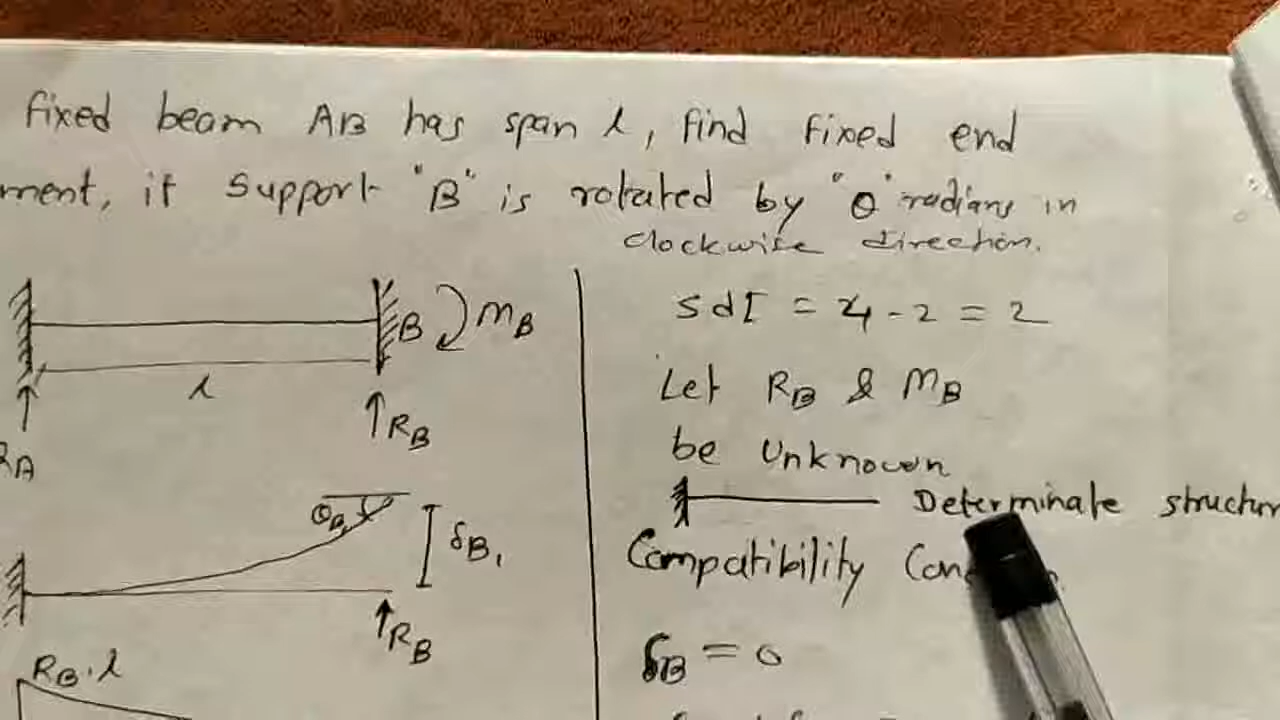 fixed beam AB has span l, find fixed end
ment, if support "B" is rotated by "θ" radians in
clockwise direction.
B MB
l
RA
RB
θB1
δB1
RB
RB.l
SdI = 4 - 2 = 2
Let RB & MB
be unknown
Determinate structur
Compatibility Con
δB = 0